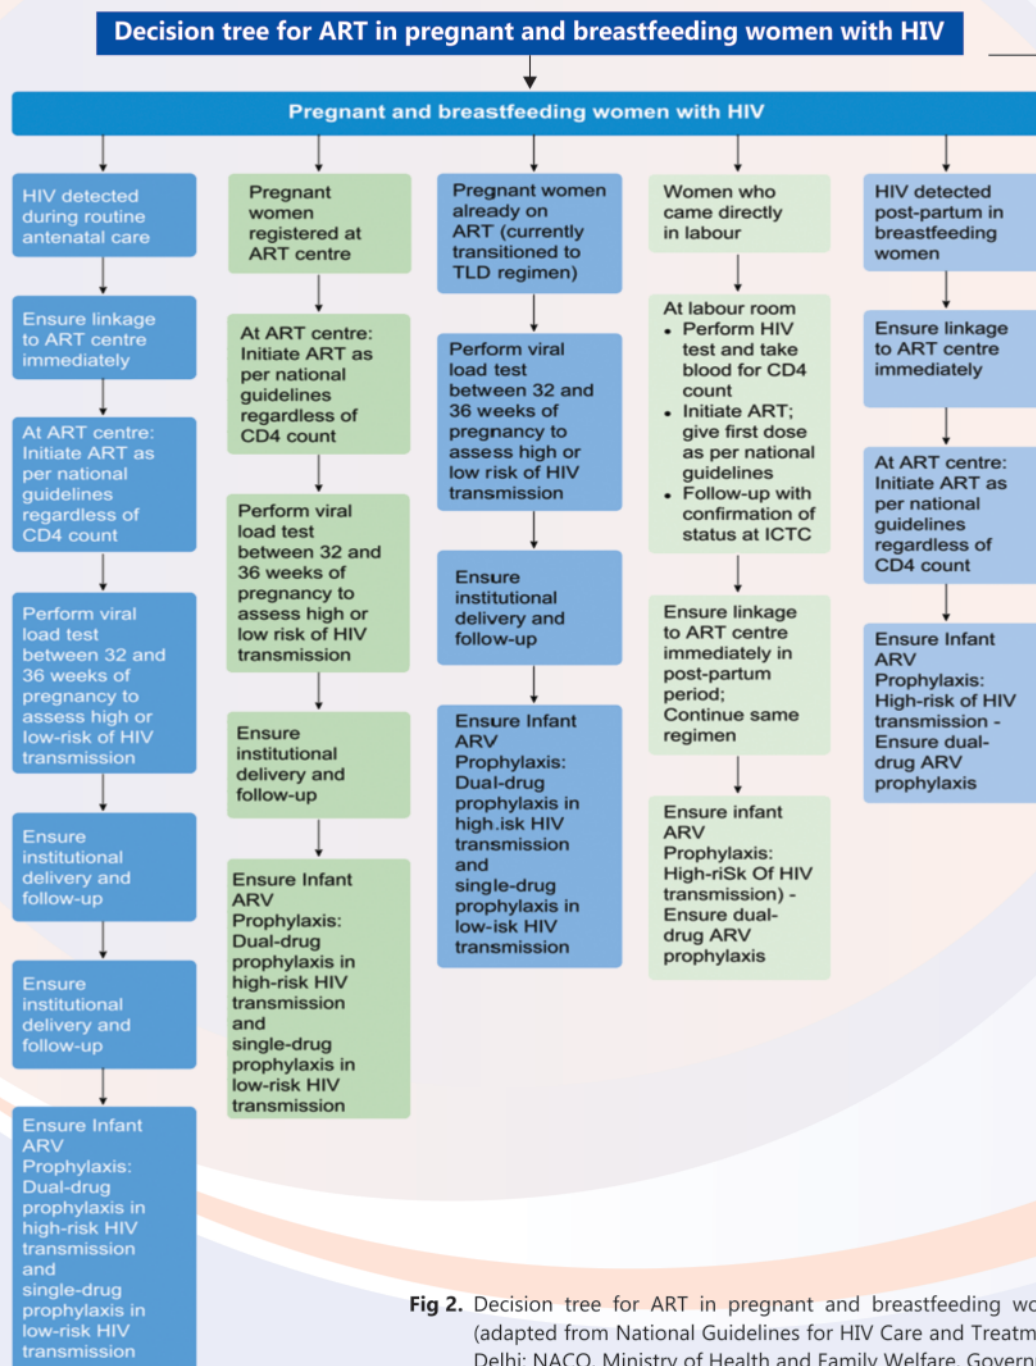 Decision tree for ART in pregnant and breastfeeding women with HIV
Pregnant and breastfeeding women with HIV
HIV detected
during routine
antenatal care
Ensure linkage
to ART centre
immediately
At ART centre:
Initiate ART as
per national
guidelines
regardless of
CD4 count
Perform viral
load test
between 32 and
36 weeks of
pregnancy to
assess high or
low-risk of HIV
transmission
Ensure
institutional
delivery and
follow-up
Ensure
institutional
delivery and
follow-up
Ensure Infant
ARV
Prophylaxis:
Dual-drug
prophylaxis in
high-risk HIV
transmission
and
single-drug
prophylaxis in
low-risk HIV
transmission
Pregnant
women
registered at
ART centre
At ART centre:
Initiate ART as
per national
guidelines
regardless of
CD4 count
Perform viral
load test
between 32 and
36 weeks of
pregnancy to
assess high or
low risk of HIV
transmission
Ensure
institutional
delivery and
follow-up
Ensure Infant
ARV
Prophylaxis:
Dual-drug
prophylaxis in
high-risk HIV
transmission
and
single-drug
prophylaxis in
low-risk HIV
transmission
Pregnant women
already on
ART (currently
transitioned to
TLD regimen)
Perform viral
load test
between 32 and
36 weeks of
pregnancy to
assess high or
low risk of HIV
transmission
Ensure
institutional
delivery and
follow-up
Ensure Infant
ARV
Prophylaxis:
Dual-drug
prophylaxis in
high.isk HIV
transmission
and
single-drug
prophylaxis in
low-isk HIV
transmission
Women who
came directly
in labour
At labour room
• Perform HIV
test and take
blood for CD4
count
• Initiate ART;
give first dose
as per national
guidelines
• Follow-up with
confirmation of
status at ICTC
Ensure linkage
to ART centre
immediately in
post-partum
period;
Continue same
regimen
Ensure infant
ARV
Prophylaxis:
High-riSk Of HIV
transmission) -
Ensure dual-
drug ARV
prophylaxis
HIV detected
post-partum in
breastfeeding
women
Ensure linkage
to ART centre
immediately
At ART centre:
Initiate ART as
per national
guidelines
regardless of
CD4 count
Ensure Infant
ARV
Prophylaxis:
High-risk of HIV
transmission -
Ensure dual-
drug ARV
prophylaxis
Fig 2. Decision tree for ART in pregnant and breastfeeding wo
(adapted from National Guidelines for HIV Care and Treatm
Delhi: NACO, Ministry of Health and Family Welfare, Govern